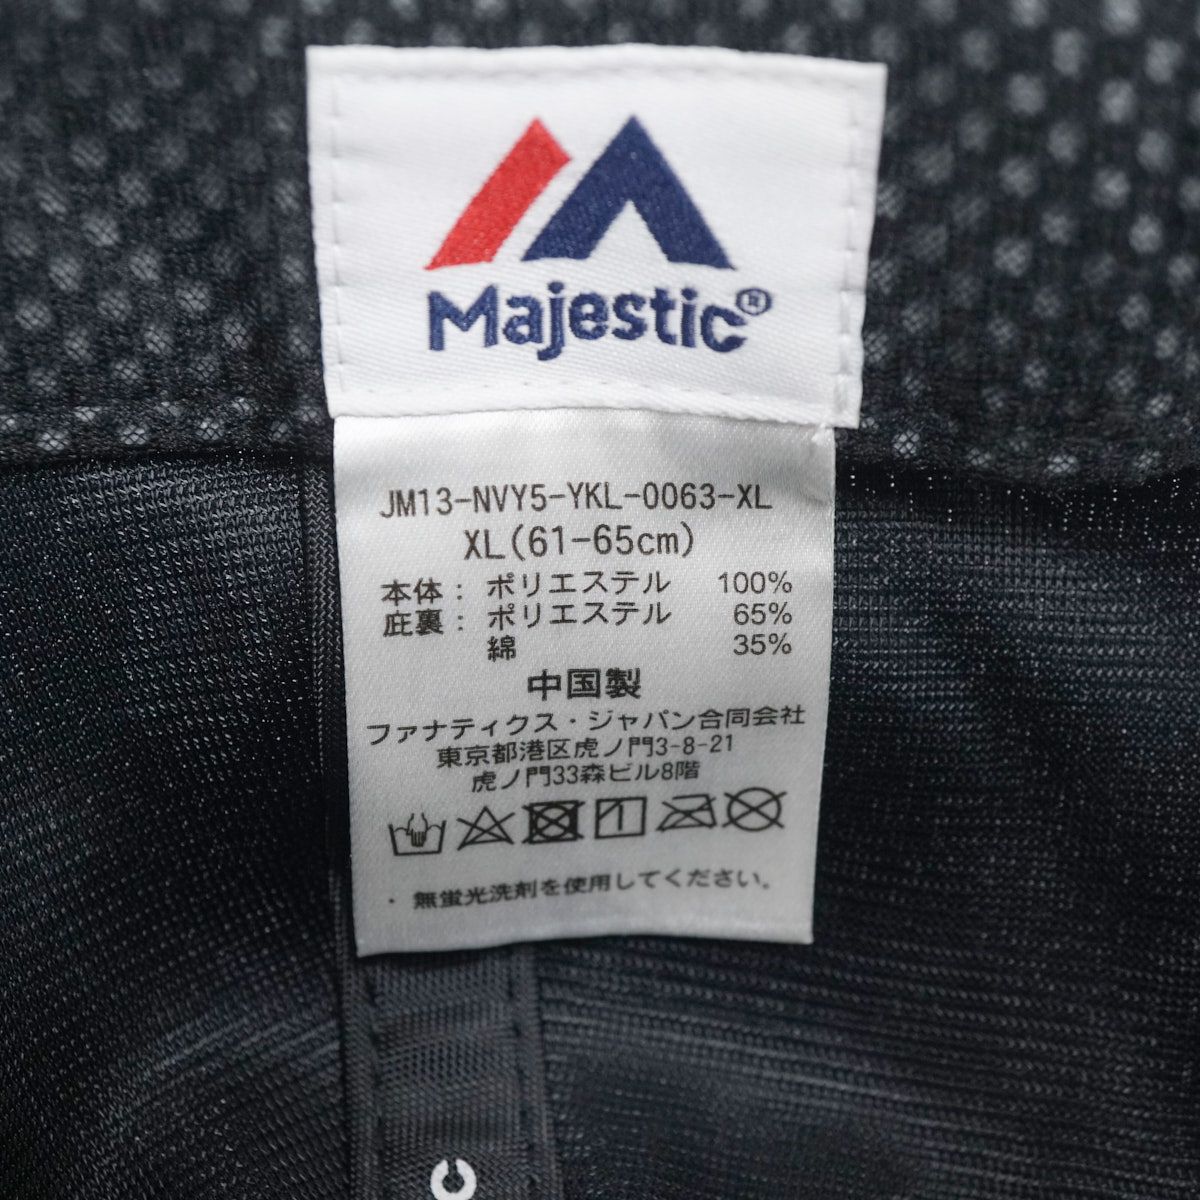 Majestic®
JM13-NVY5-YKL-0063-XL
XL(61-65cm)
本体： ポリエステル 100%
庇裏： ポリエステル 65%
綿 35%
中国製
ファナティクス・ジャパン合同会社
東京都港区虎ノ門3-8-21
虎ノ門33森ビル8階
・無蛍光洗剤を使用してください。